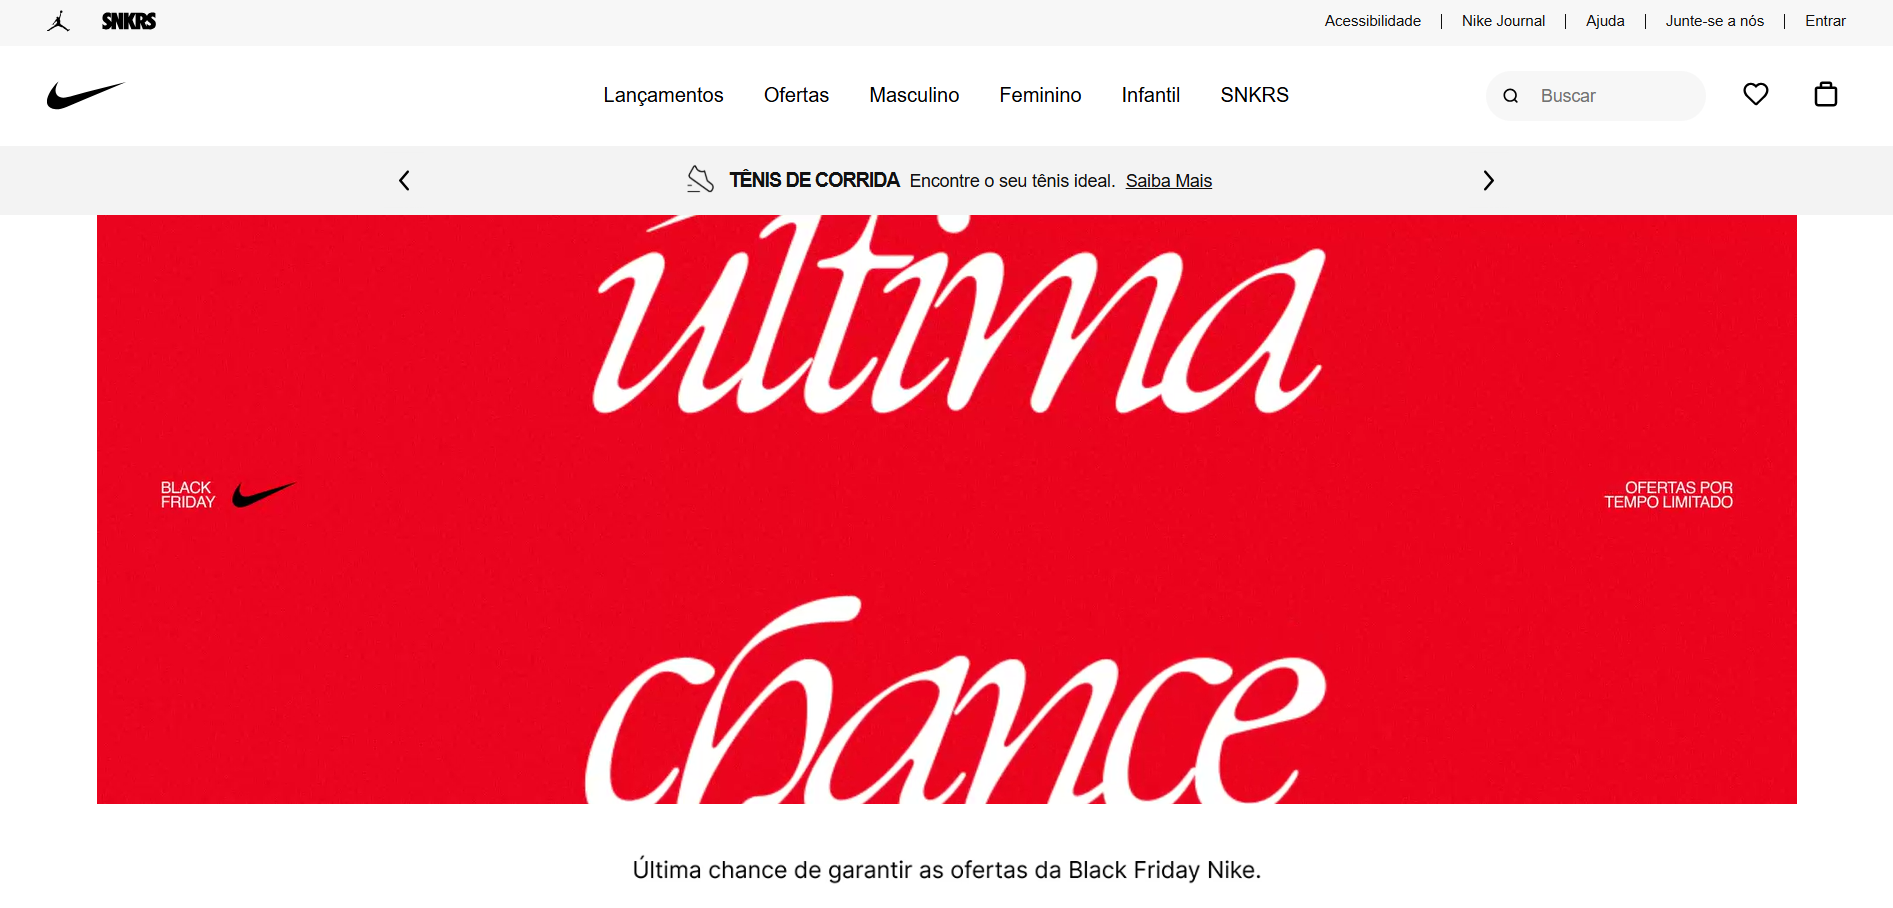 SNKRS
Acessibilidade | Nike Journal | Ajuda | Junte-se a nós | Entrar
Lançamentos Ofertas Masculino Feminino Infantil SNKRS
Buscar
TÊNIS DE CORRIDA Encontre o seu tênis ideal. Saiba Mais
última
BLACK
FRIDAY
OFERTAS POR
TEMPO LIMITADO
chance
Última chance de garantir as ofertas da Black Friday Nike.